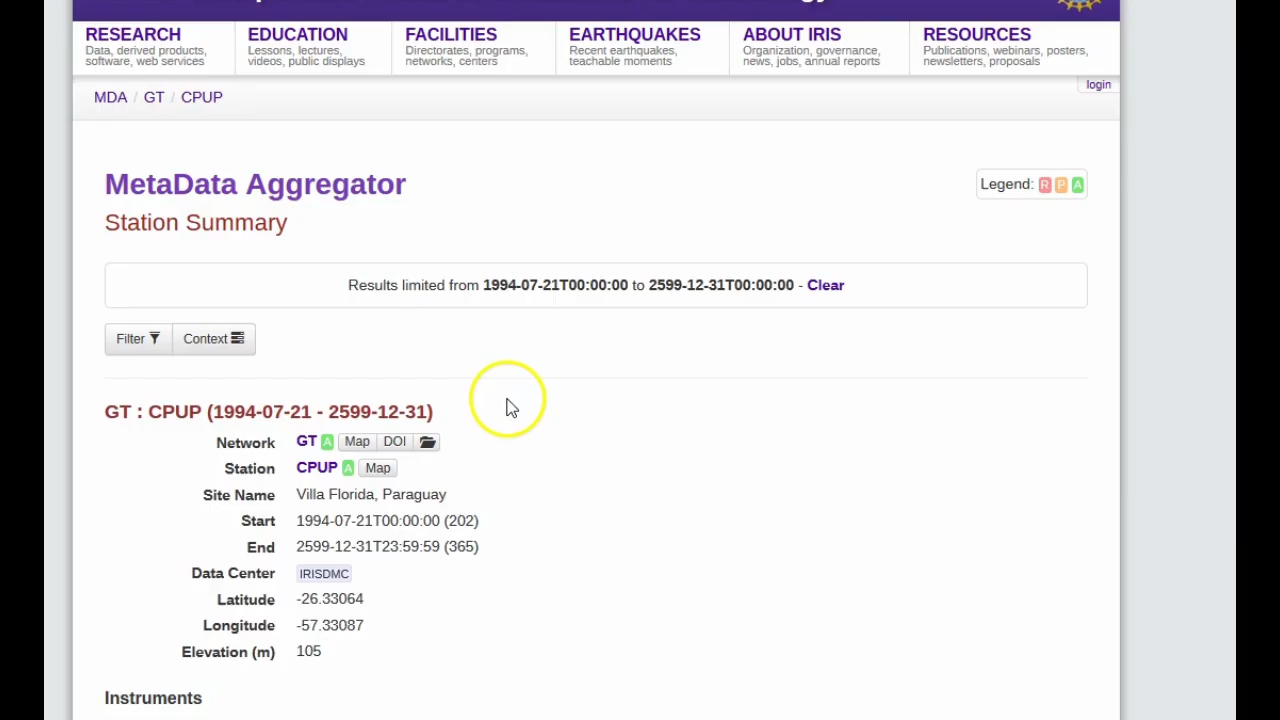 RESEARCH
Data, derived products,
software, web services
EDUCATION
Lessons, lectures,
videos, public displays
FACILITIES
Directorates, programs,
networks, centers
EARTHQUAKES
Recent earthquakes,
teachable moments
ABOUT IRIS
Organization, governance,
news, jobs, annual reports
RESOURCES
Publications, webinars, posters,
newsletters, proposals
login
MDA / GT / CPUP
MetaData Aggregator
Legend: R P A
Station Summary
Results limited from 1994-07-21T00:00:00 to 2599-12-31T00:00:00 - Clear
Filter Context
GT : CPUP (1994-07-21 - 2599-12-31)
Network GT A Map DOI
Station CPUP A Map
Site Name Villa Florida, Paraguay
Start 1994-07-21T00:00:00 (202)
End 2599-12-31T23:59:59 (365)
Data Center IRISDMC
Latitude -26.33064
Longitude -57.33087
Elevation (m) 105
Instruments